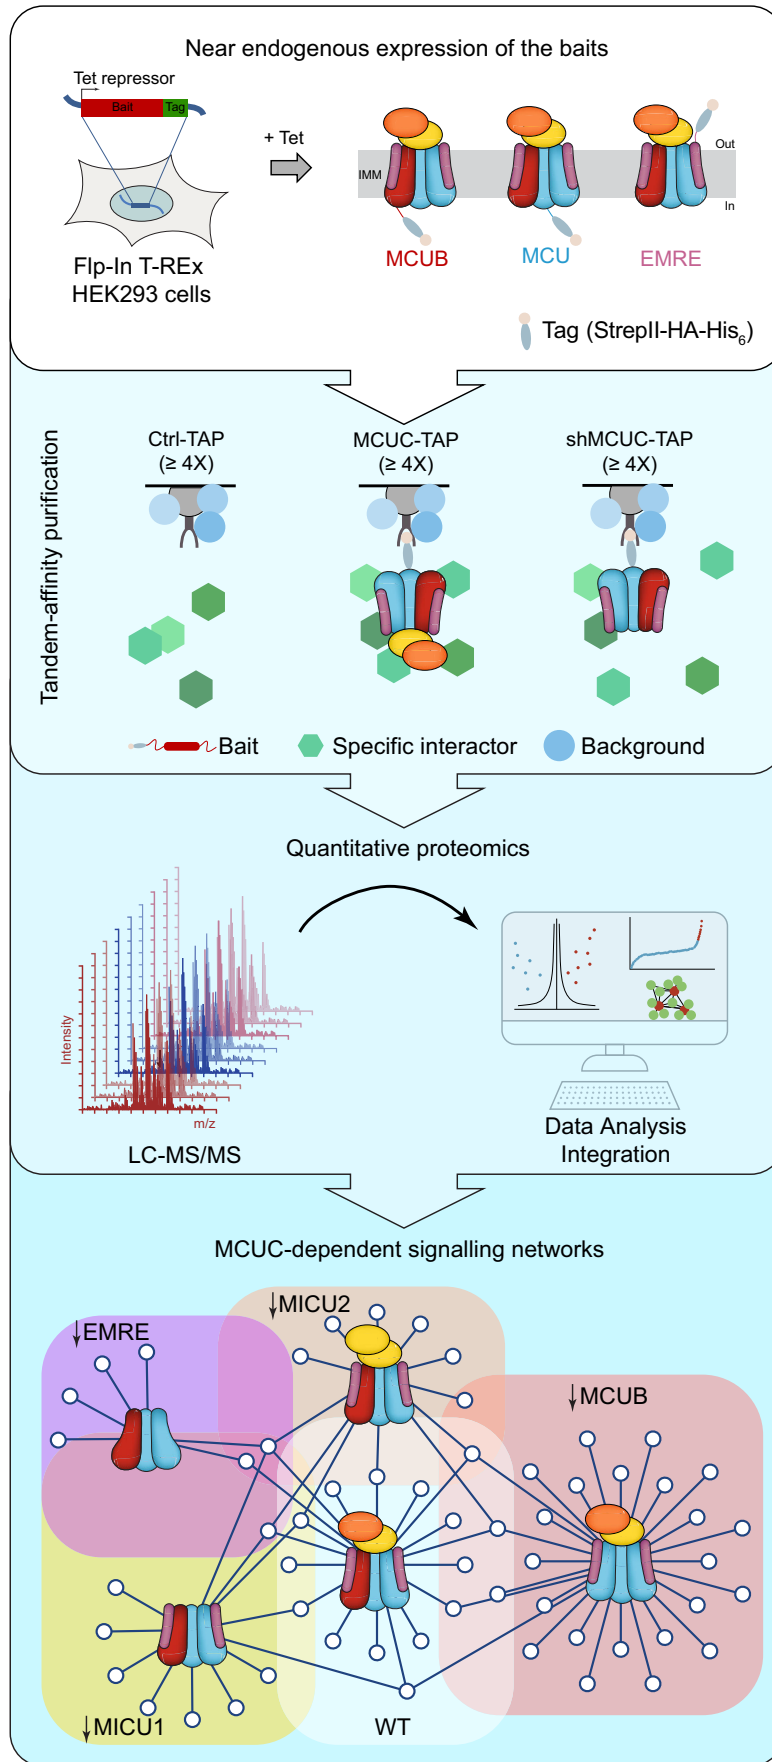 Near endogenous expression of the baits
Tet repressor
Bait
Tag
+ Tet
Out
IMM
In
MCUB
MCU
EMRE
Flp-In T-REx
HEK293 cells
Tag (StrepII-HA-His₆)
Tandem-affinity purification
Ctrl-TAP
(≥ 4X)
MCUC-TAP
(≥ 4X)
shMCUC-TAP
(≥ 4X)
Bait
Specific interactor
Background
Quantitative proteomics
Intensity
m/z
LC-MS/MS
Data Analysis
Integration
MCUC-dependent signalling networks
↓MICU2
↓EMRE
↓MCUB
↓MICU1
WT